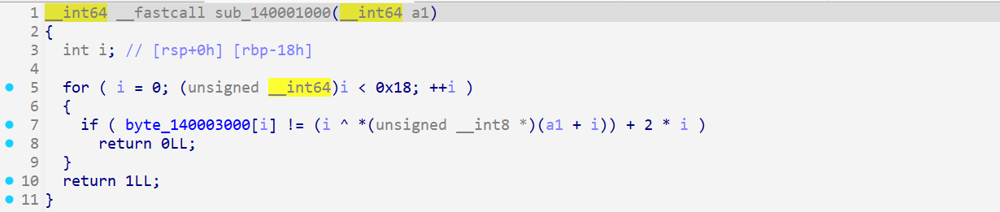 1 __int64 __fastcall sub_140001000(__int64 a1)
2 {
3 int i; // [rsp+0h] [rbp-18h]
4
5 for ( i = 0; (unsigned __int64)i < 0x18; ++i )
6 {
7 if ( byte_140003000[i] != (i ^ *(unsigned __int8 *)(a1 + i)) + 2 * i )
8 return 0LL;
9 }
10 return 1LL;
11 }